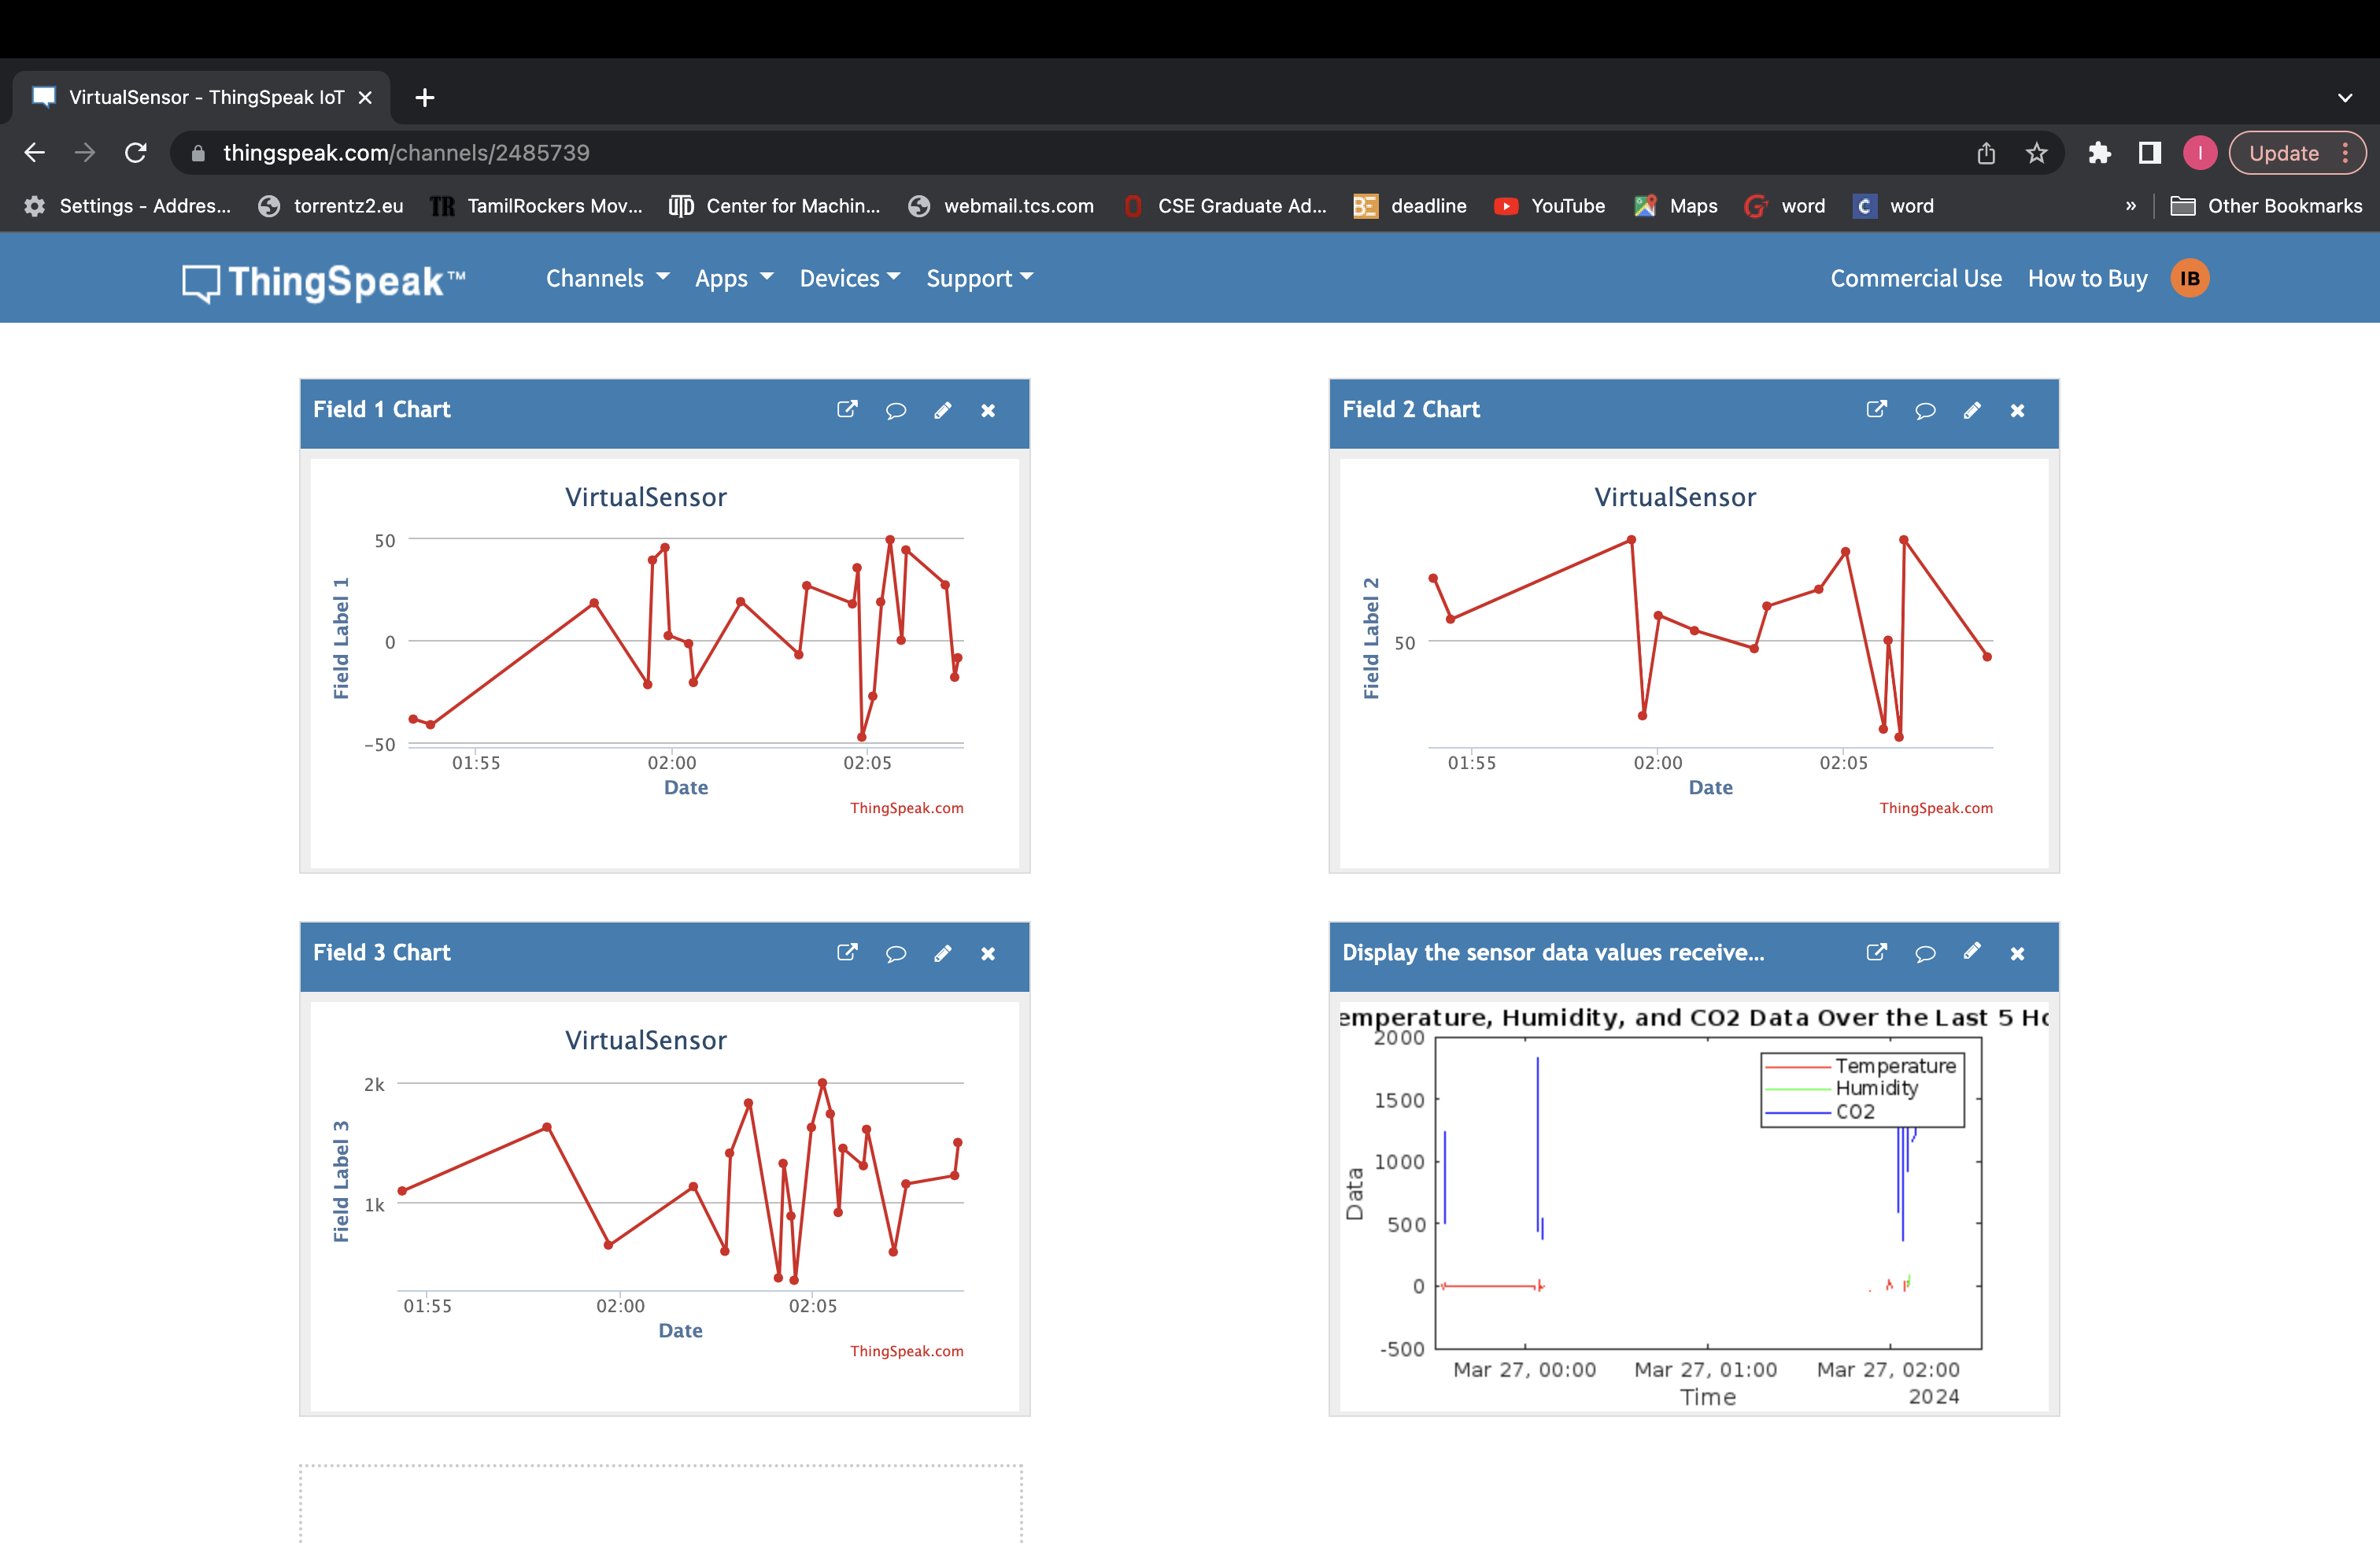 VirtualSensor - ThingSpeak IoT
thingspeak.com/channels/2485739
I
Update
Settings - Addres...
torrentz2.eu
TR TamilRockers Mov...
UTD Center for Machin...
webmail.tcs.com
CSE Graduate Ad...
BE deadline
YouTube
Maps
G word
C word
»
Other Bookmarks
ThingSpeak™
Channels
Apps
Devices
Support
Commercial Use
How to Buy
IB
Field 1 Chart
VirtualSensor
Field Label 1
50
0
-50
01:55 02:00 02:05
Date
ThingSpeak.com
Field 2 Chart
VirtualSensor
Field Label 2
50
01:55 02:00 02:05
Date
ThingSpeak.com
Field 3 Chart
VirtualSensor
Field Label 3
2k
1k
01:55 02:00 02:05
Date
ThingSpeak.com
Display the sensor data values receive...
emperature, Humidity, and CO2 Data Over the Last 5 Ho
Temperature
Humidity
CO2
Data
2000
1500
1000
500
0
-500
Mar 27, 00:00 Mar 27, 01:00 Mar 27, 02:00
Time
2024